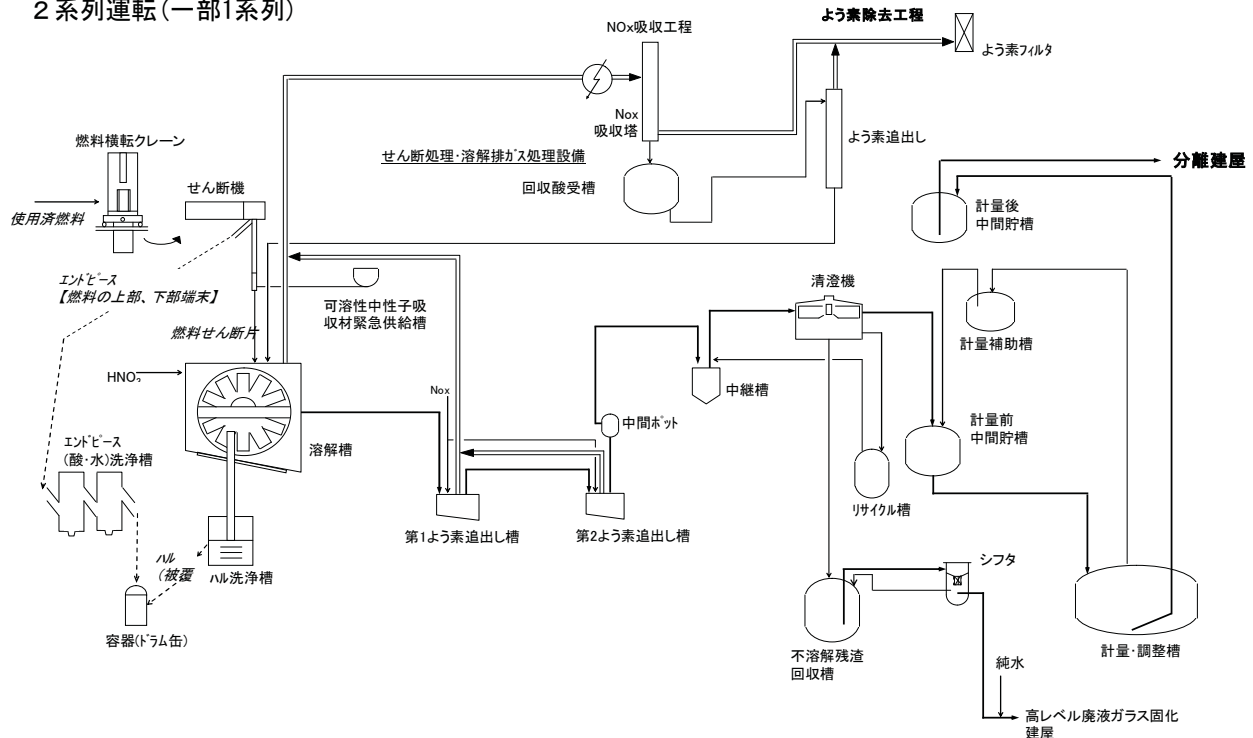 2系列運転(一部1系列)
よう素除去工程
NOx吸収工程
よう素フィルタ
Nox
吸収塔
よう素追出し
燃料横転クレーン
せん断処理・溶解排ガス処理設備
分離建屋
せん断機
回収酸受槽
使用済燃料
計量後
中間貯槽
エンドピース
【燃料の上部、下部端末】
清澄機
可溶性中性子吸
収材緊急供給槽
燃料せん断片
計量補助槽
HNO₃
Nox
中継槽
中間ポット
計量前
中間貯槽
エンドピース
(酸・水)洗浄槽
溶解槽
リサイクル槽
第1よう素追出し槽
第2よう素追出し槽
ハル
(被覆
ハル洗浄槽
シフタ
容器(ドラム缶)
不溶解残渣
回収槽
計量・調整槽
純水
高レベル廃液ガラス固化
建屋